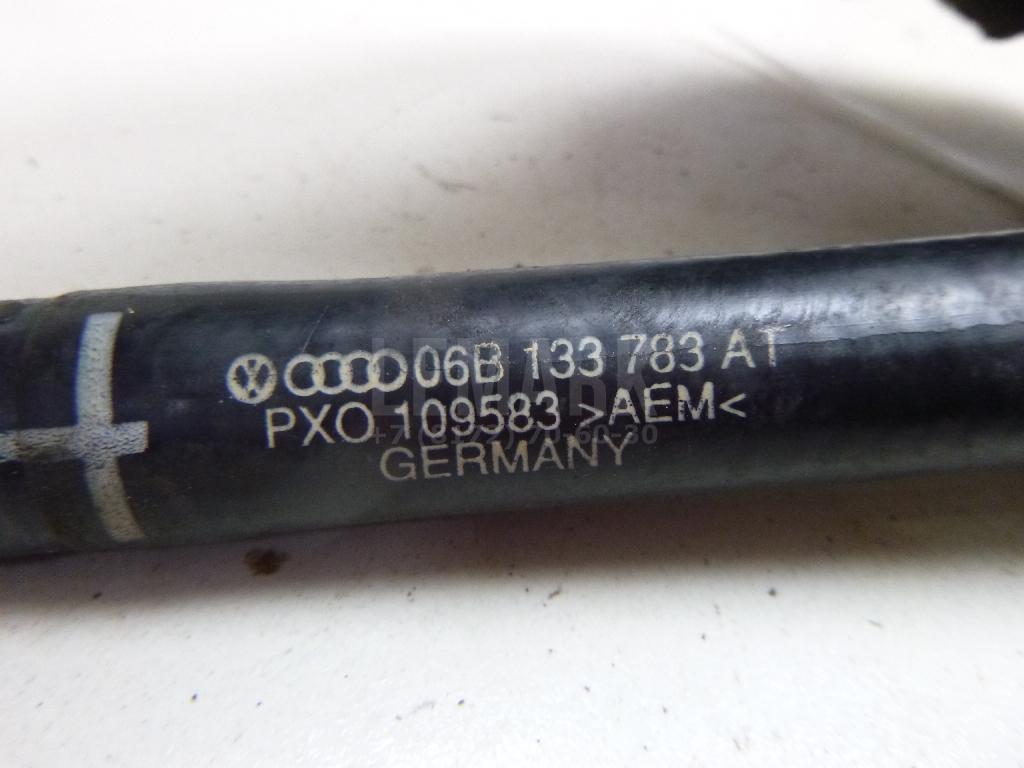 06B 133 783 AT
PXO 109583 >AEM<
GERMANY